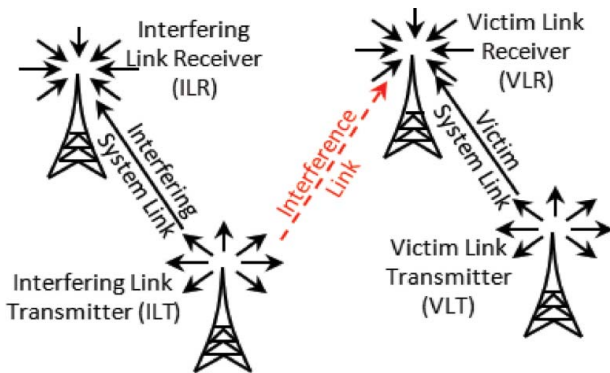 Interfering
Link Receiver
(ILR)
Victim Link
Receiver
(VLR)
Interfering
System Link
Interference
Link
Victim
System Link
Interfering Link
Transmitter (ILT)
Victim Link
Transmitter
(VLT)